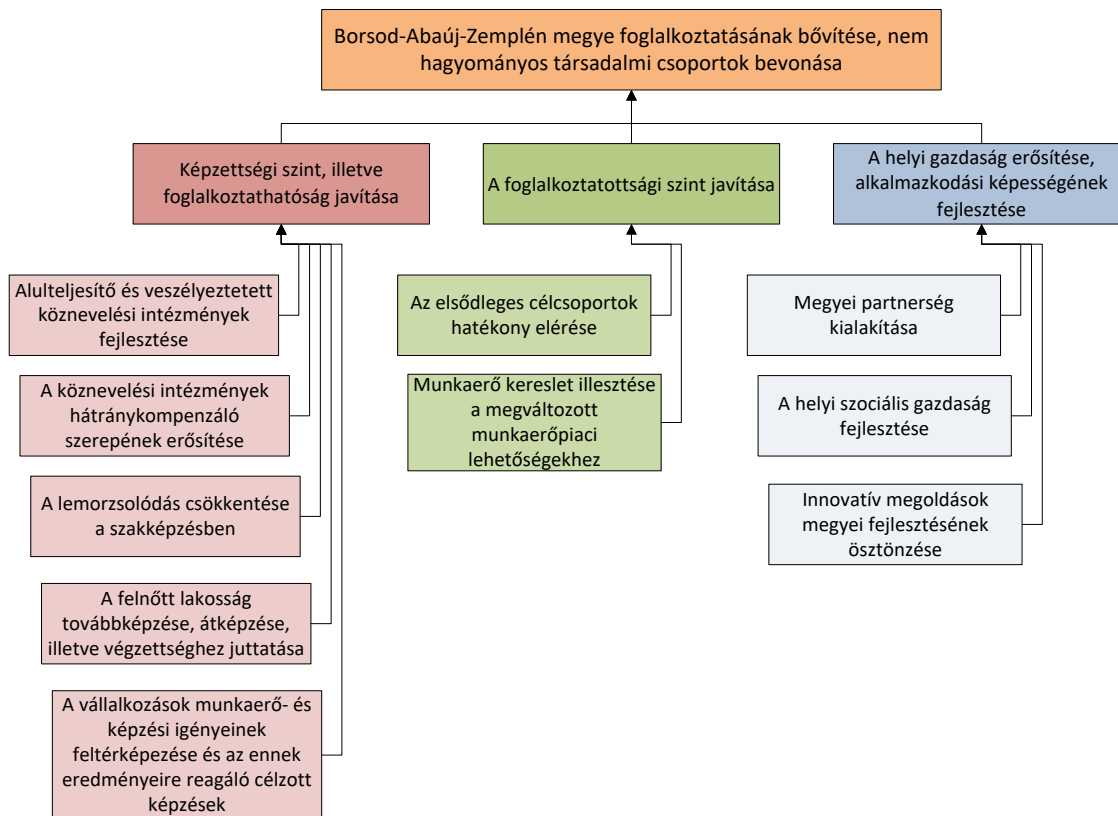 Borsod-Abaúj-Zemplén megye foglalkoztatásának bővítése, nem
hagyományos társadalmi csoportok bevonása
Képzettségi szint, illetve
foglalkoztathatóság javítása
A foglalkoztatottsági szint javítása
A helyi gazdaság erősítése,
alkalmazkodási képességének
fejlesztése
Alulteljesítő és veszélyeztetett
köznevelési intézmények
fejlesztése
A köznevelési intézmények
hátránykompenzáló
szerepének erősítése
A lemorzsolódás csökkentése
a szakképzésben
A felnőtt lakosság
továbbképzése, átképzése,
illetve végzettséghez juttatása
A vállalkozások munkaerő- és
képzési igényeinek
feltérképezése és az ennek
eredményeire reagáló célzott
képzések
Az elsődleges célcsoportok
hatékony elérése
Munkaerő kereslet illesztése
a megváltozott
munkaerőpiaci
lehetőségekhez
Megyei partnerség
kialakítása
A helyi szociális gazdaság
fejlesztése
Innovatív megoldások
megyei fejlesztésének
ösztönzése